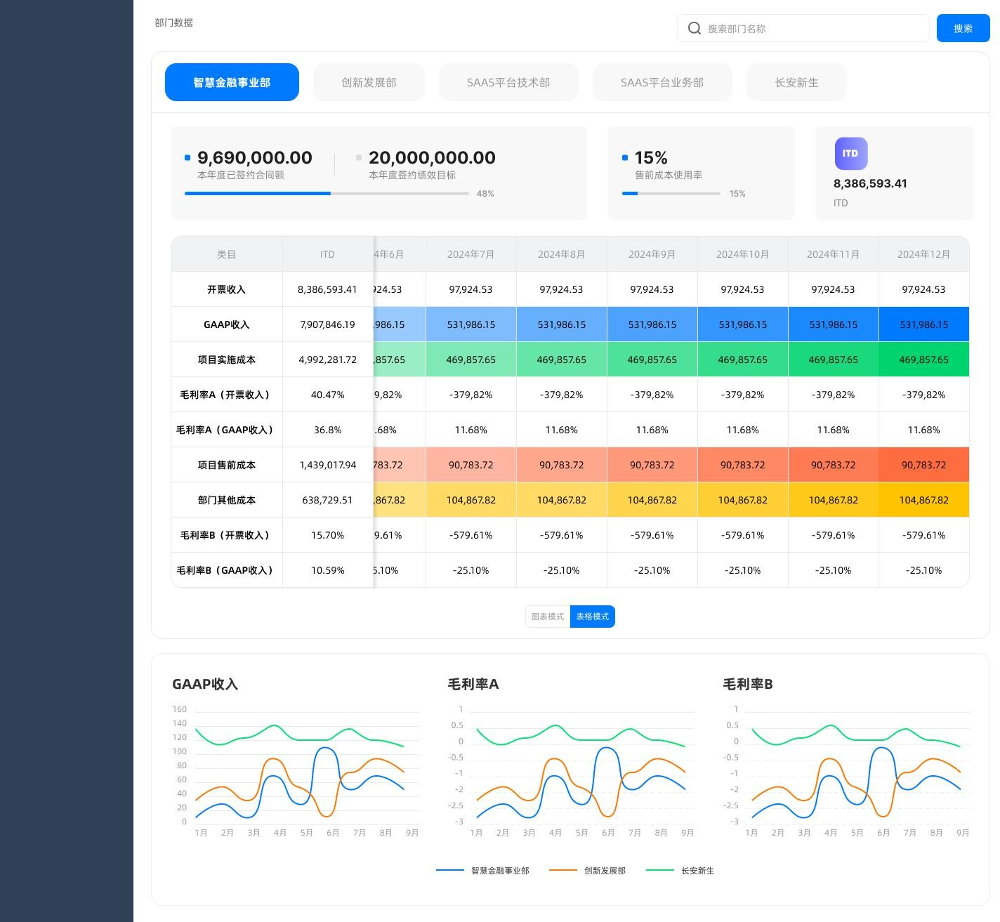 部门数据
搜索部门名称
搜索
智慧金融事业部
创新发展部
SAAS平台技术部
SAAS平台业务部
长安新生
9,690,000.00
本年度已签约合同额
20,000,000.00
本年度签约绩效目标
48%
15%
售前成本使用率
15%
ITD
8,386,593.41
ITD
类目 ITD 4年6月 2024年7月 2024年8月 2024年9月 2024年10月 2024年11月 2024年12月
开票收入 8,386,593.41 924.53 97,924.53 97,924.53 97,924.53 97,924.53 97,924.53 97,924.53
GAAP收入 7,907,846.19 ,986.15 531,986.15 531,986.15 531,986.15 531,986.15 531,986.15 531,986.15
项目实施成本 4,992,281.72 ,857.65 469,857.65 469,857.65 469,857.65 469,857.65 469,857.65 469,857.65
毛利率A（开票收入） 40.47% 9,82% -379,82% -379,82% -379,82% -379,82% -379,82% -379,82%
毛利率A（GAAP收入） 36.8% .68% 11.68% 11.68% 11.68% 11.68% 11.68% 11.68%
项目售前成本 1,439,017.94 783.72 90,783.72 90,783.72 90,783.72 90,783.72 90,783.72 90,783.72
部门其他成本 638,729.51 ,867.82 104,867.82 104,867.82 104,867.82 104,867.82 104,867.82 104,867.82
毛利率B（开票收入） 15.70% 9.61% -579.61% -579.61% -579.61% -579.61% -579.61% -579.61%
毛利率B（GAAP收入） 10.59% 5.10% -25.10% -25.10% -25.10% -25.10% -25.10% -25.10%
图表模式
表格模式
GAAP收入
160
140
120
100
80
60
40
20
0
1月 2月 3月 4月 5月 6月 7月 8月 9月
毛利率A
1
0.5
0
-0.5
-1
-2
-2.5
-3
1月 2月 3月 4月 5月 6月 7月 8月 9月
毛利率B
1
0.5
0
-0.5
-1
-2
-2.5
-3
1月 2月 3月 4月 5月 6月 7月 8月 9月
智慧金融事业部
创新发展部
长安新生